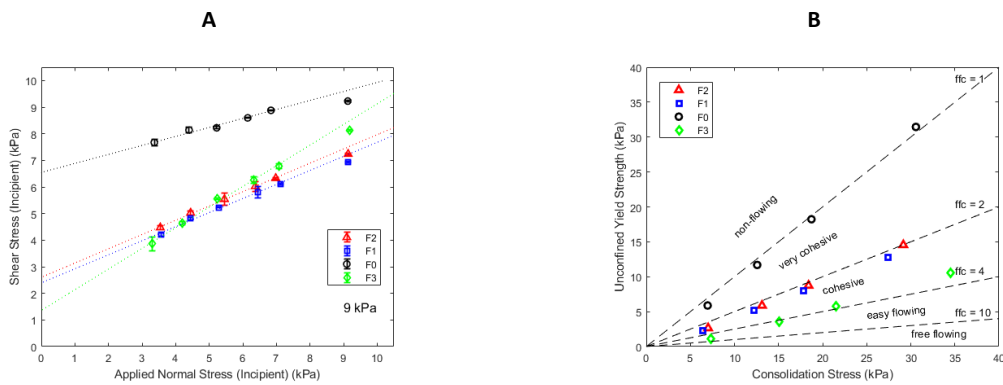 A
B
Shear Stress (Incipient) (kPa)
10
9
8
7
6
5
4
3
2
1
0
0 1 2 3 4 5 6 7 8 9 10
Applied Normal Stress (Incipient) (kPa)
F2
F1
F0
F3
9 kPa
Unconfined Yield Strength (kPa)
40
35
30
25
20
15
10
5
0
0 5 10 15 20 25 30 35 40
Consolidation Stress (kPa)
F2
F1
F0
F3
ffc = 1
non-flowing
very cohesive
ffc = 2
cohesive
ffc = 4
easy flowing
ffc = 10
free flowing